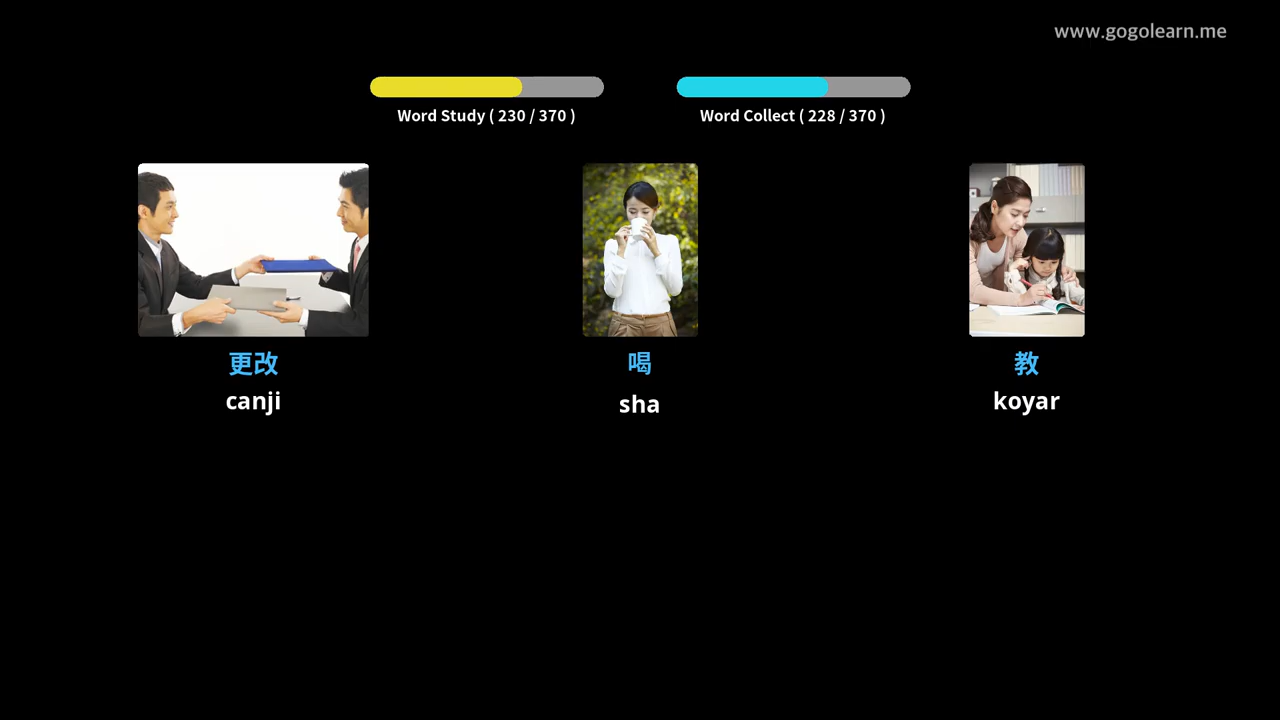 www.gogolearn.me
Word Study ( 230 / 370 )
Word Collect ( 228 / 370 )
更改
喝
教
canji
sha
koyar